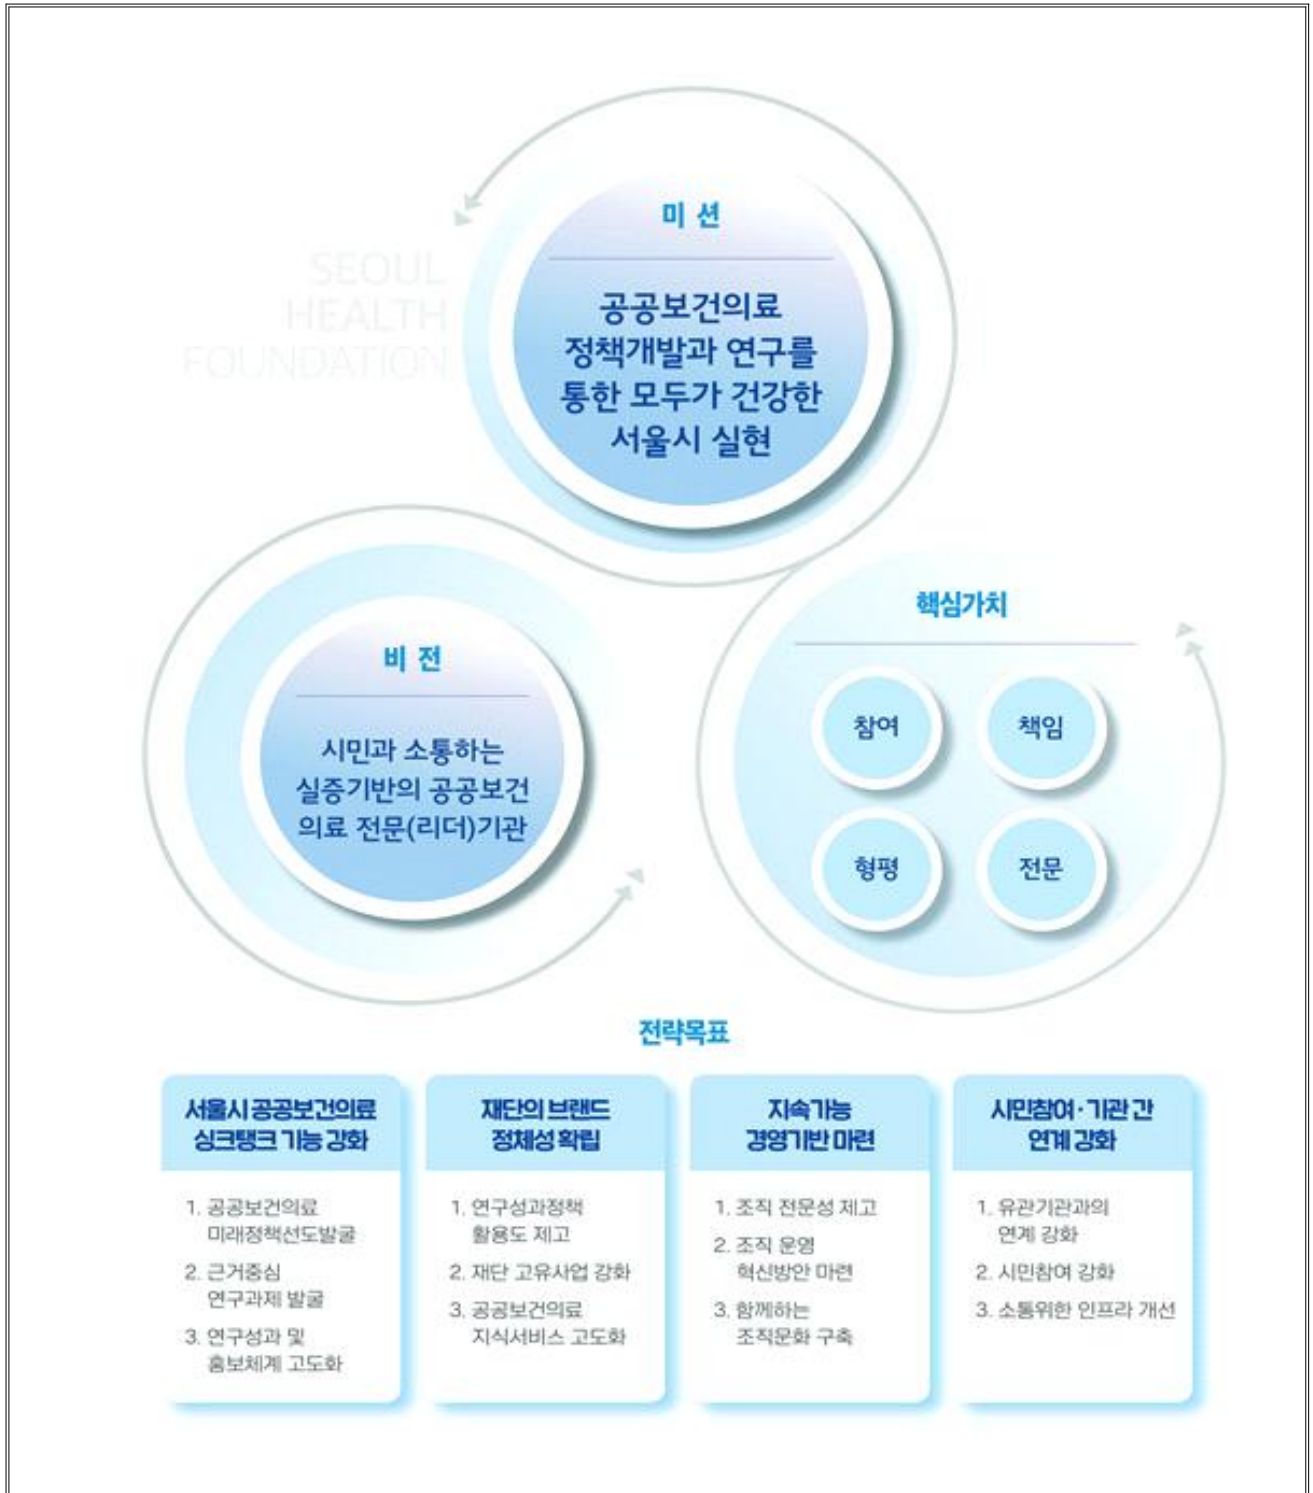 SEOUL
HEALTH
FOUNDATION
미 션
공공보건의료
정책개발과 연구를
통한 모두가 건강한
서울시 실현
비 전
시민과 소통하는
실증기반의 공공보건
의료 전문(리더)기관
핵심가치
참여
책임
형평
전문
전략목표
서울시 공공보건의료
싱크탱크 기능 강화
1. 공공보건의료
미래정책선도발굴
2. 근거중심
연구과제 발굴
3. 연구성과 및
홍보체계 고도화
재단의 브랜드
정체성 확립
1. 연구성과정책
활용도 제고
2. 재단 고유사업 강화
3. 공공보건의료
지식서비스 고도화
지속가능
경영기반 마련
1. 조직 전문성 제고
2. 조직 운영
혁신방안 마련
3. 함께하는
조직문화 구축
시민참여·기관 간
연계 강화
1. 유관기관과의
연계 강화
2. 시민참여 강화
3. 소통위한 인프라 개선